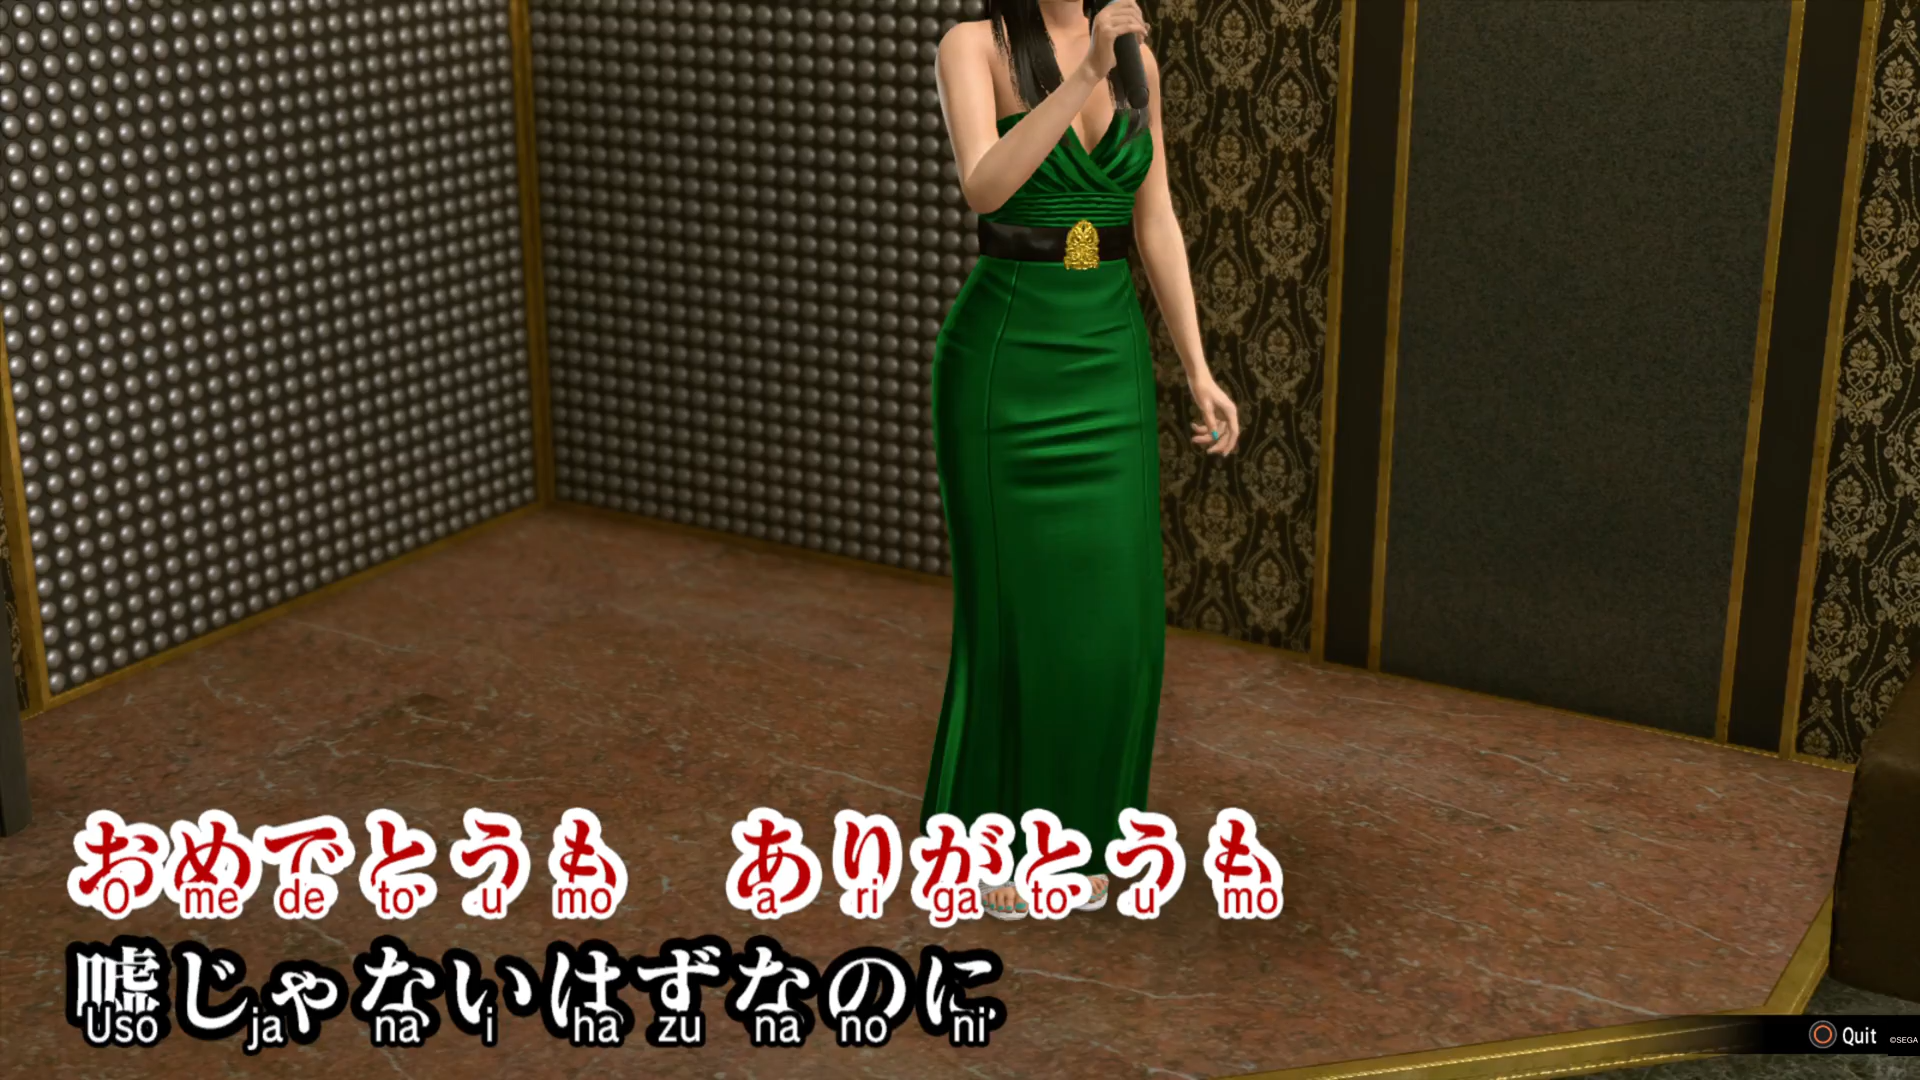 おめでとうも ありがとうも
O me de to u mo a ri ga to u mo
嘘じゃないはずなのに
Uso ja na i ha zu na no ni
Quit
©SEGA